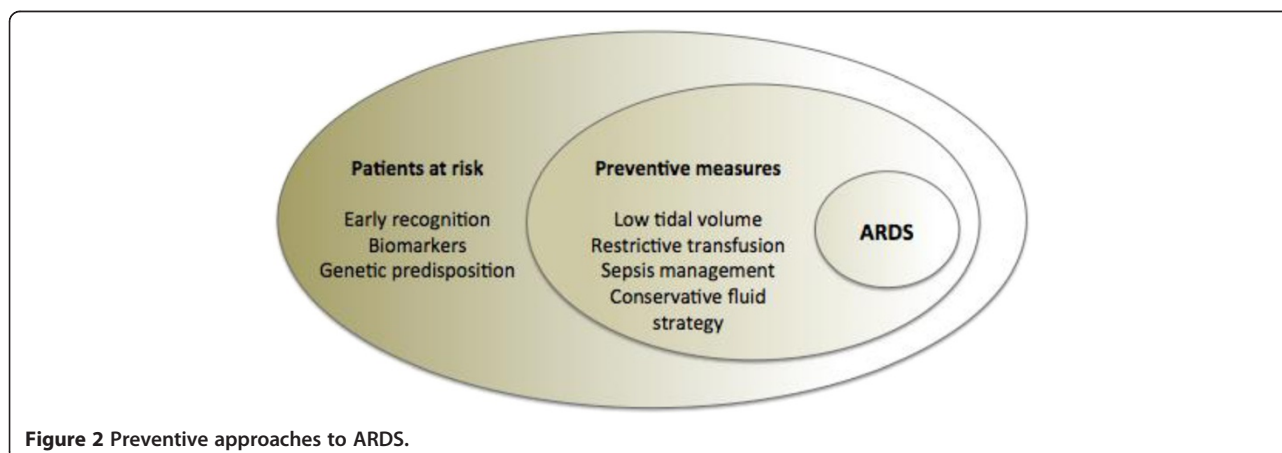 Patients at risk
Early recognition
Biomarkers
Genetic predisposition
Preventive measures
Low tidal volume
Restrictive transfusion
Sepsis management
Conservative fluid
strategy
ARDS
Figure 2 Preventive approaches to ARDS.